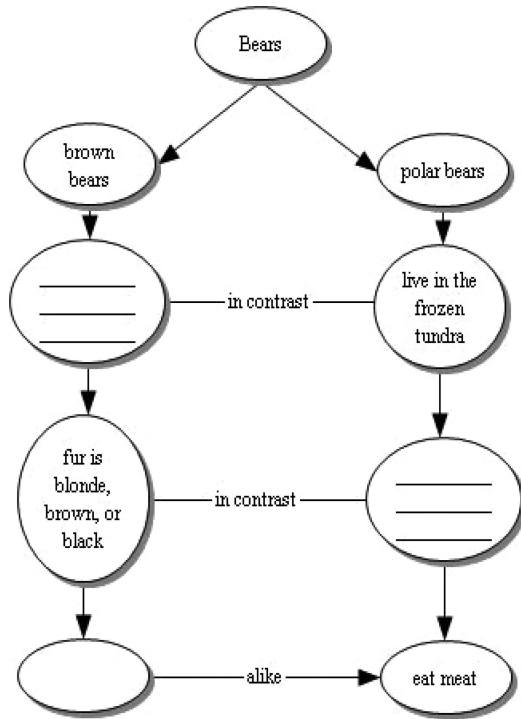 Bears
brown
bears
polar bears
in contrast
live in the
frozen
tundra
fur is
blonde,
brown, or
black
in contrast
alike
eat meat